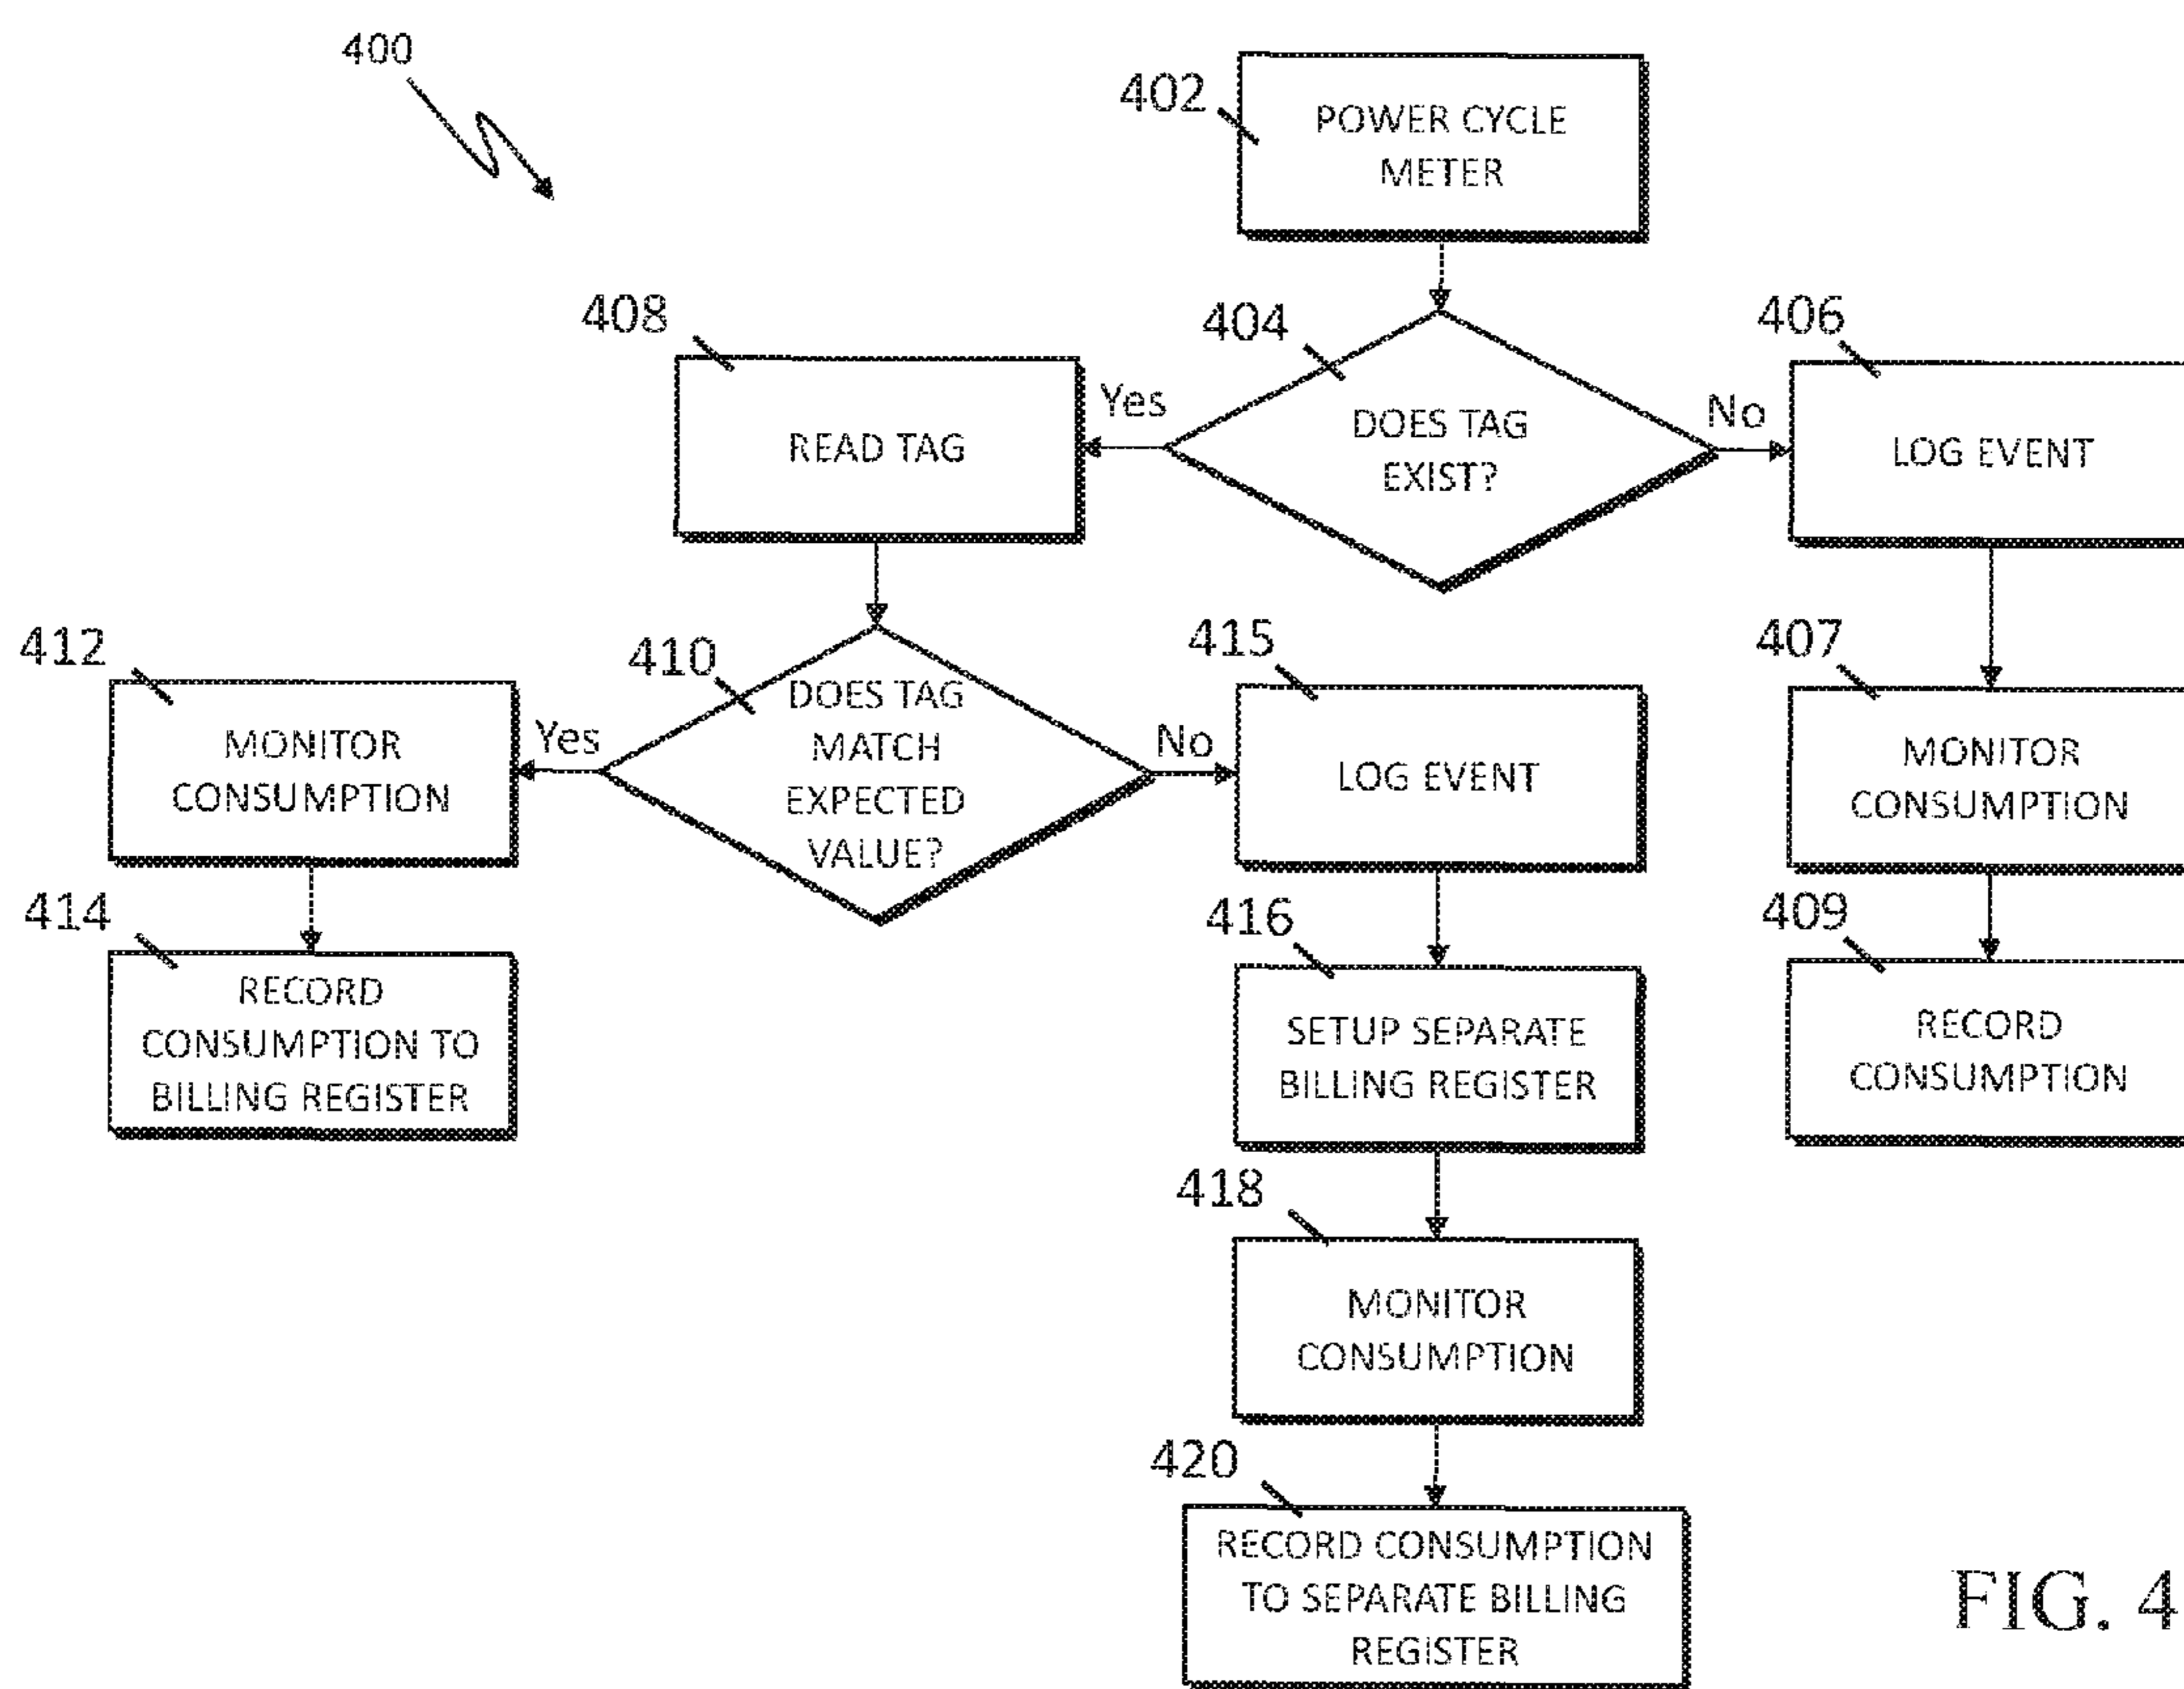 400
402
POWER CYCLE
METER
404
DOES TAG
EXIST?
Yes
No
406
LOG EVENT
408
READ TAG
407
MONITOR
CONSUMPTION
409
RECORD
CONSUMPTION
410
DOES TAG
MATCH
EXPECTED
VALUE?
Yes
No
412
MONITOR
CONSUMPTION
414
RECORD
CONSUMPTION TO
BILLING REGISTER
415
LOG EVENT
416
SETUP SEPARATE
BILLING REGISTER
418
MONITOR
CONSUMPTION
420
RECORD CONSUMPTION
TO SEPARATE BILLING
REGISTER
FIG. 4